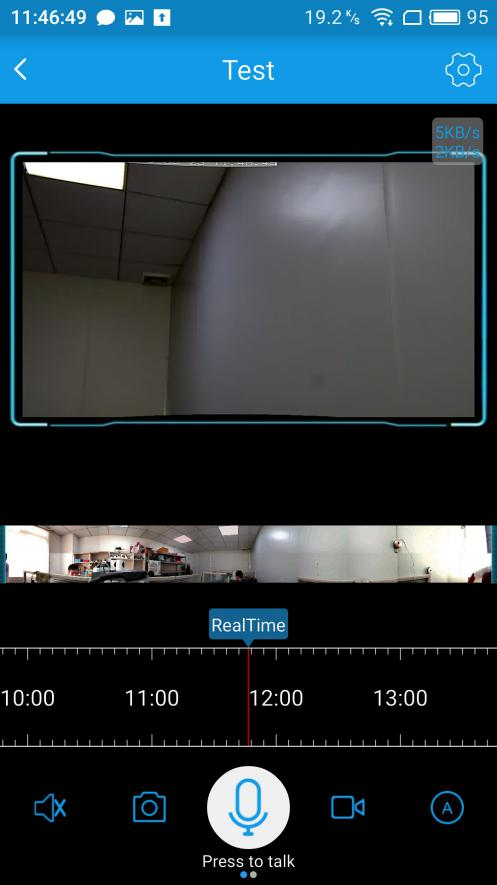 11:46:49
19.2 K/s
95
Test
5KB/s
2KB/s
RealTime
10:00 11:00 12:00 13:00
A
Press to talk